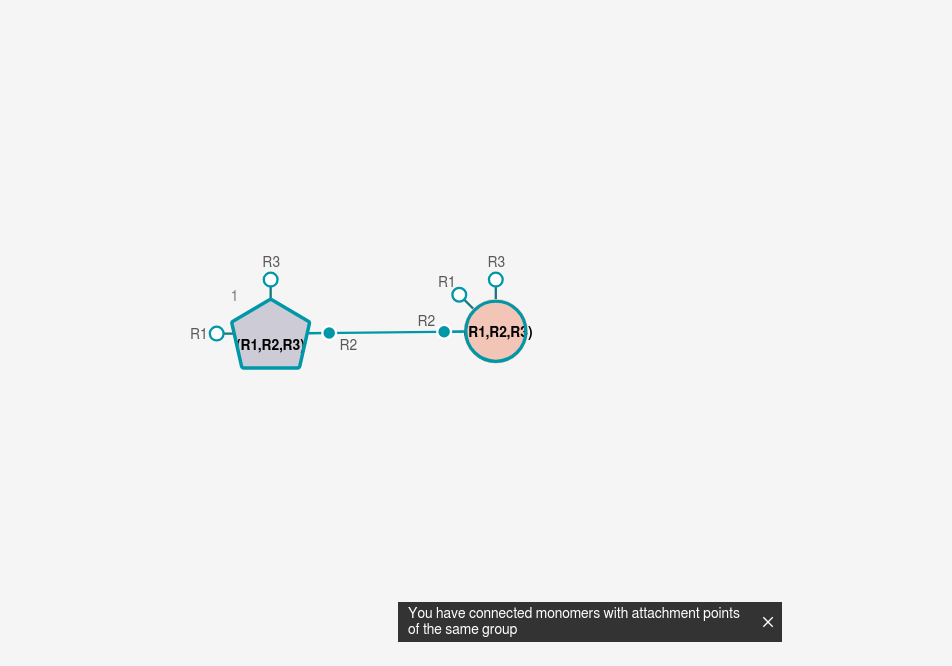 R3
R3
R1
1
R2
R1
(R1,R2,R3)
R2
R1,R2,R3)
You have connected monomers with attachment points
of the same group